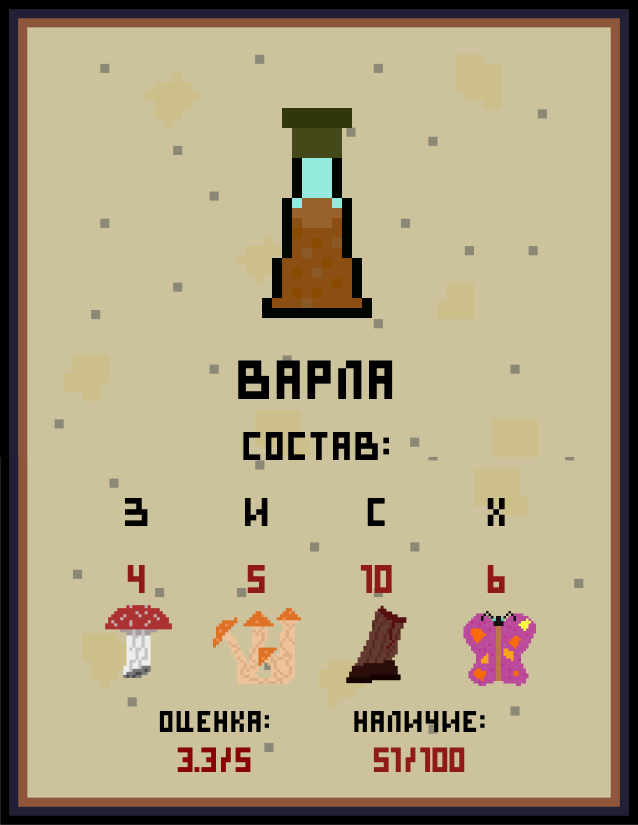 ВАРЛА
СОСТАВ:
З И С Х
4 5 10 6
ОЦЕНКА: НАЛИЧИЕ:
3.3/5 51/100